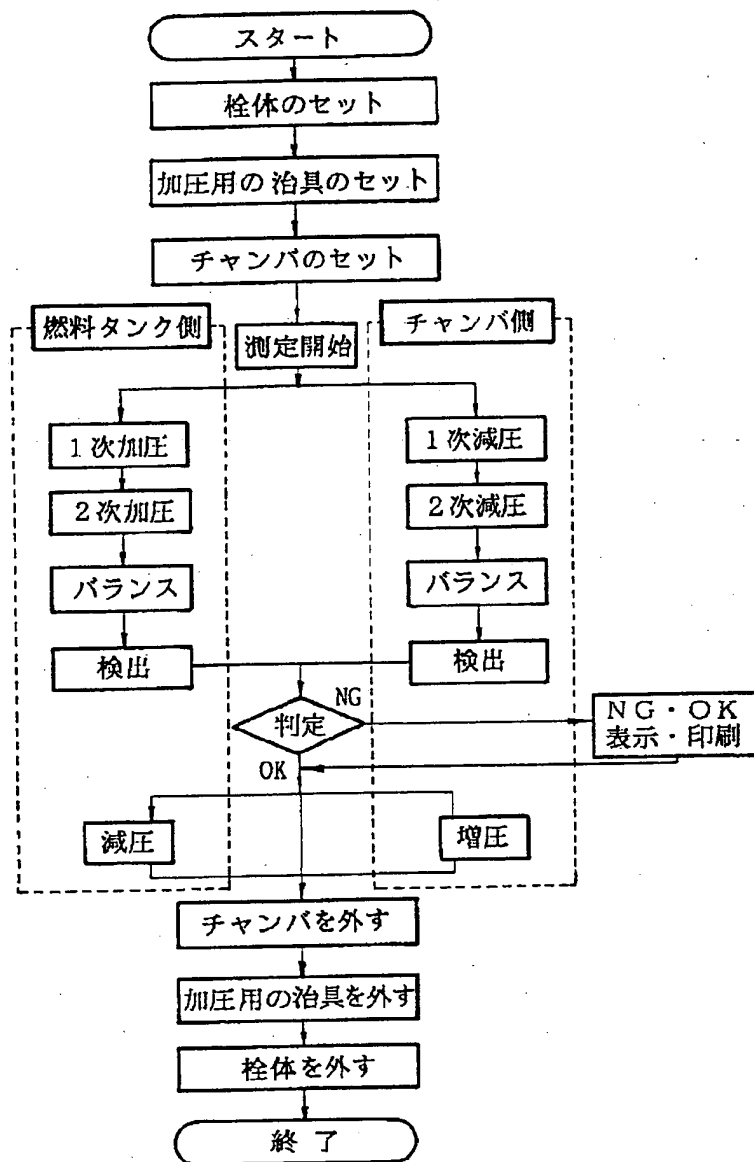 スタート
栓体のセット
加圧用の治具のセット
チャンバのセット
燃料タンク側
測定開始
チャンバ側
1次加圧
1次減圧
2次加圧
2次減圧
バランス
バランス
検出
検出
NG
判定
NG・OK
表示・印刷
OK
減圧
増圧
チャンバを外す
加圧用の治具を外す
栓体を外す
終了